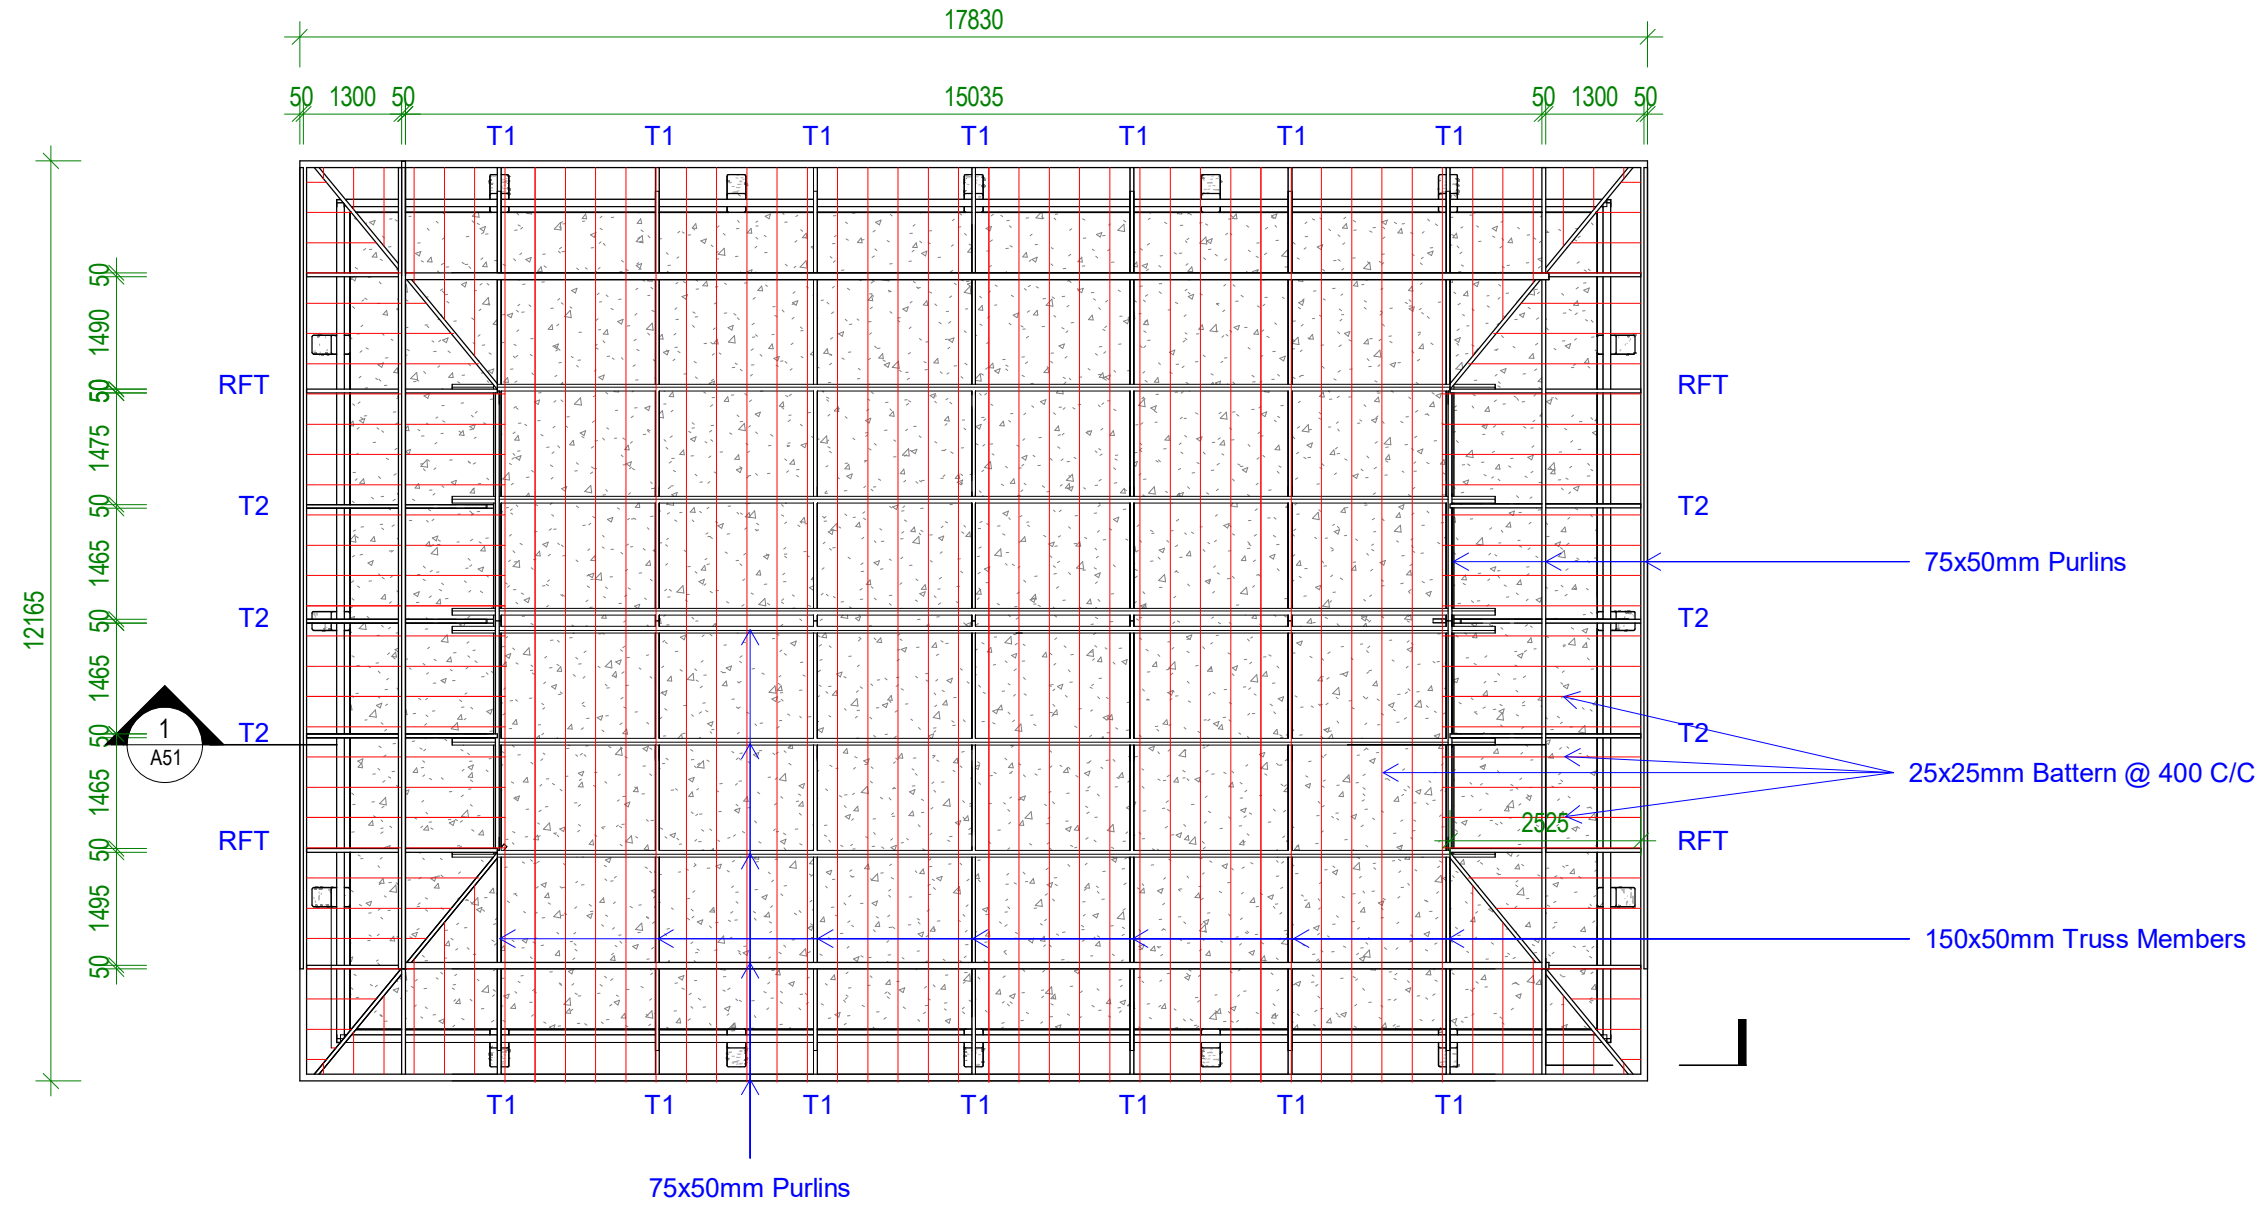 17830
50 1300 50 15035 50 1300 50
T1 T1 T1 T1 T1 T1 T1
50
1490
50
1475
50
1465
50
1465
50
1465
50
1495
50
12165
RFT
T2
T2
T2
RFT
1
A51
RFT
T2
T2
T2
RFT
2525
75x50mm Purlins
25x25mm Battern @ 400 C/C
150x50mm Truss Members
T1 T1 T1 T1 T1 T1 T1
75x50mm Purlins